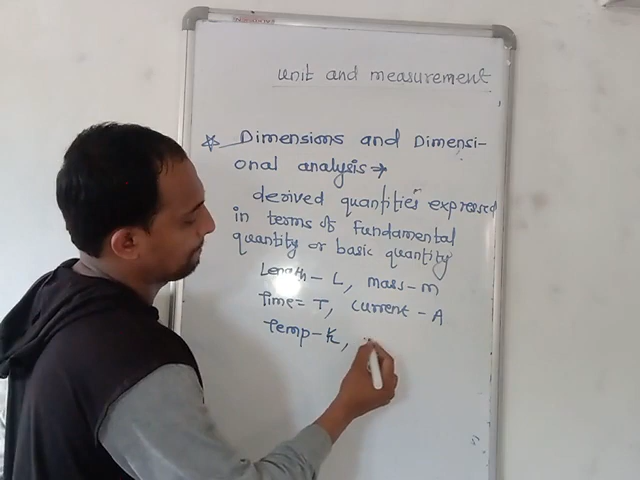 unit and measurement
☆ Dimensions and Dimensi-
onal analysis →
derived quantities expressed
in terms of Fundamental
quantity or basic quantity
Length - L, mass - m
Time = T, Current - A
Temp - K,